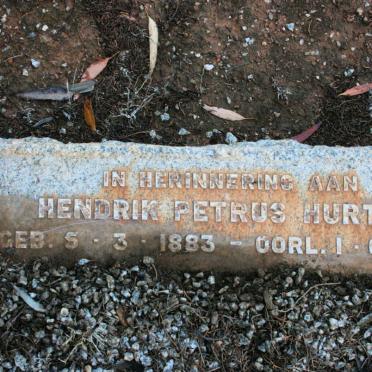 IN HERINNERING AAN
HENDRIK PETRUS HURT
GEB. 5 · 3 · 1883 – OORL. 1 ·